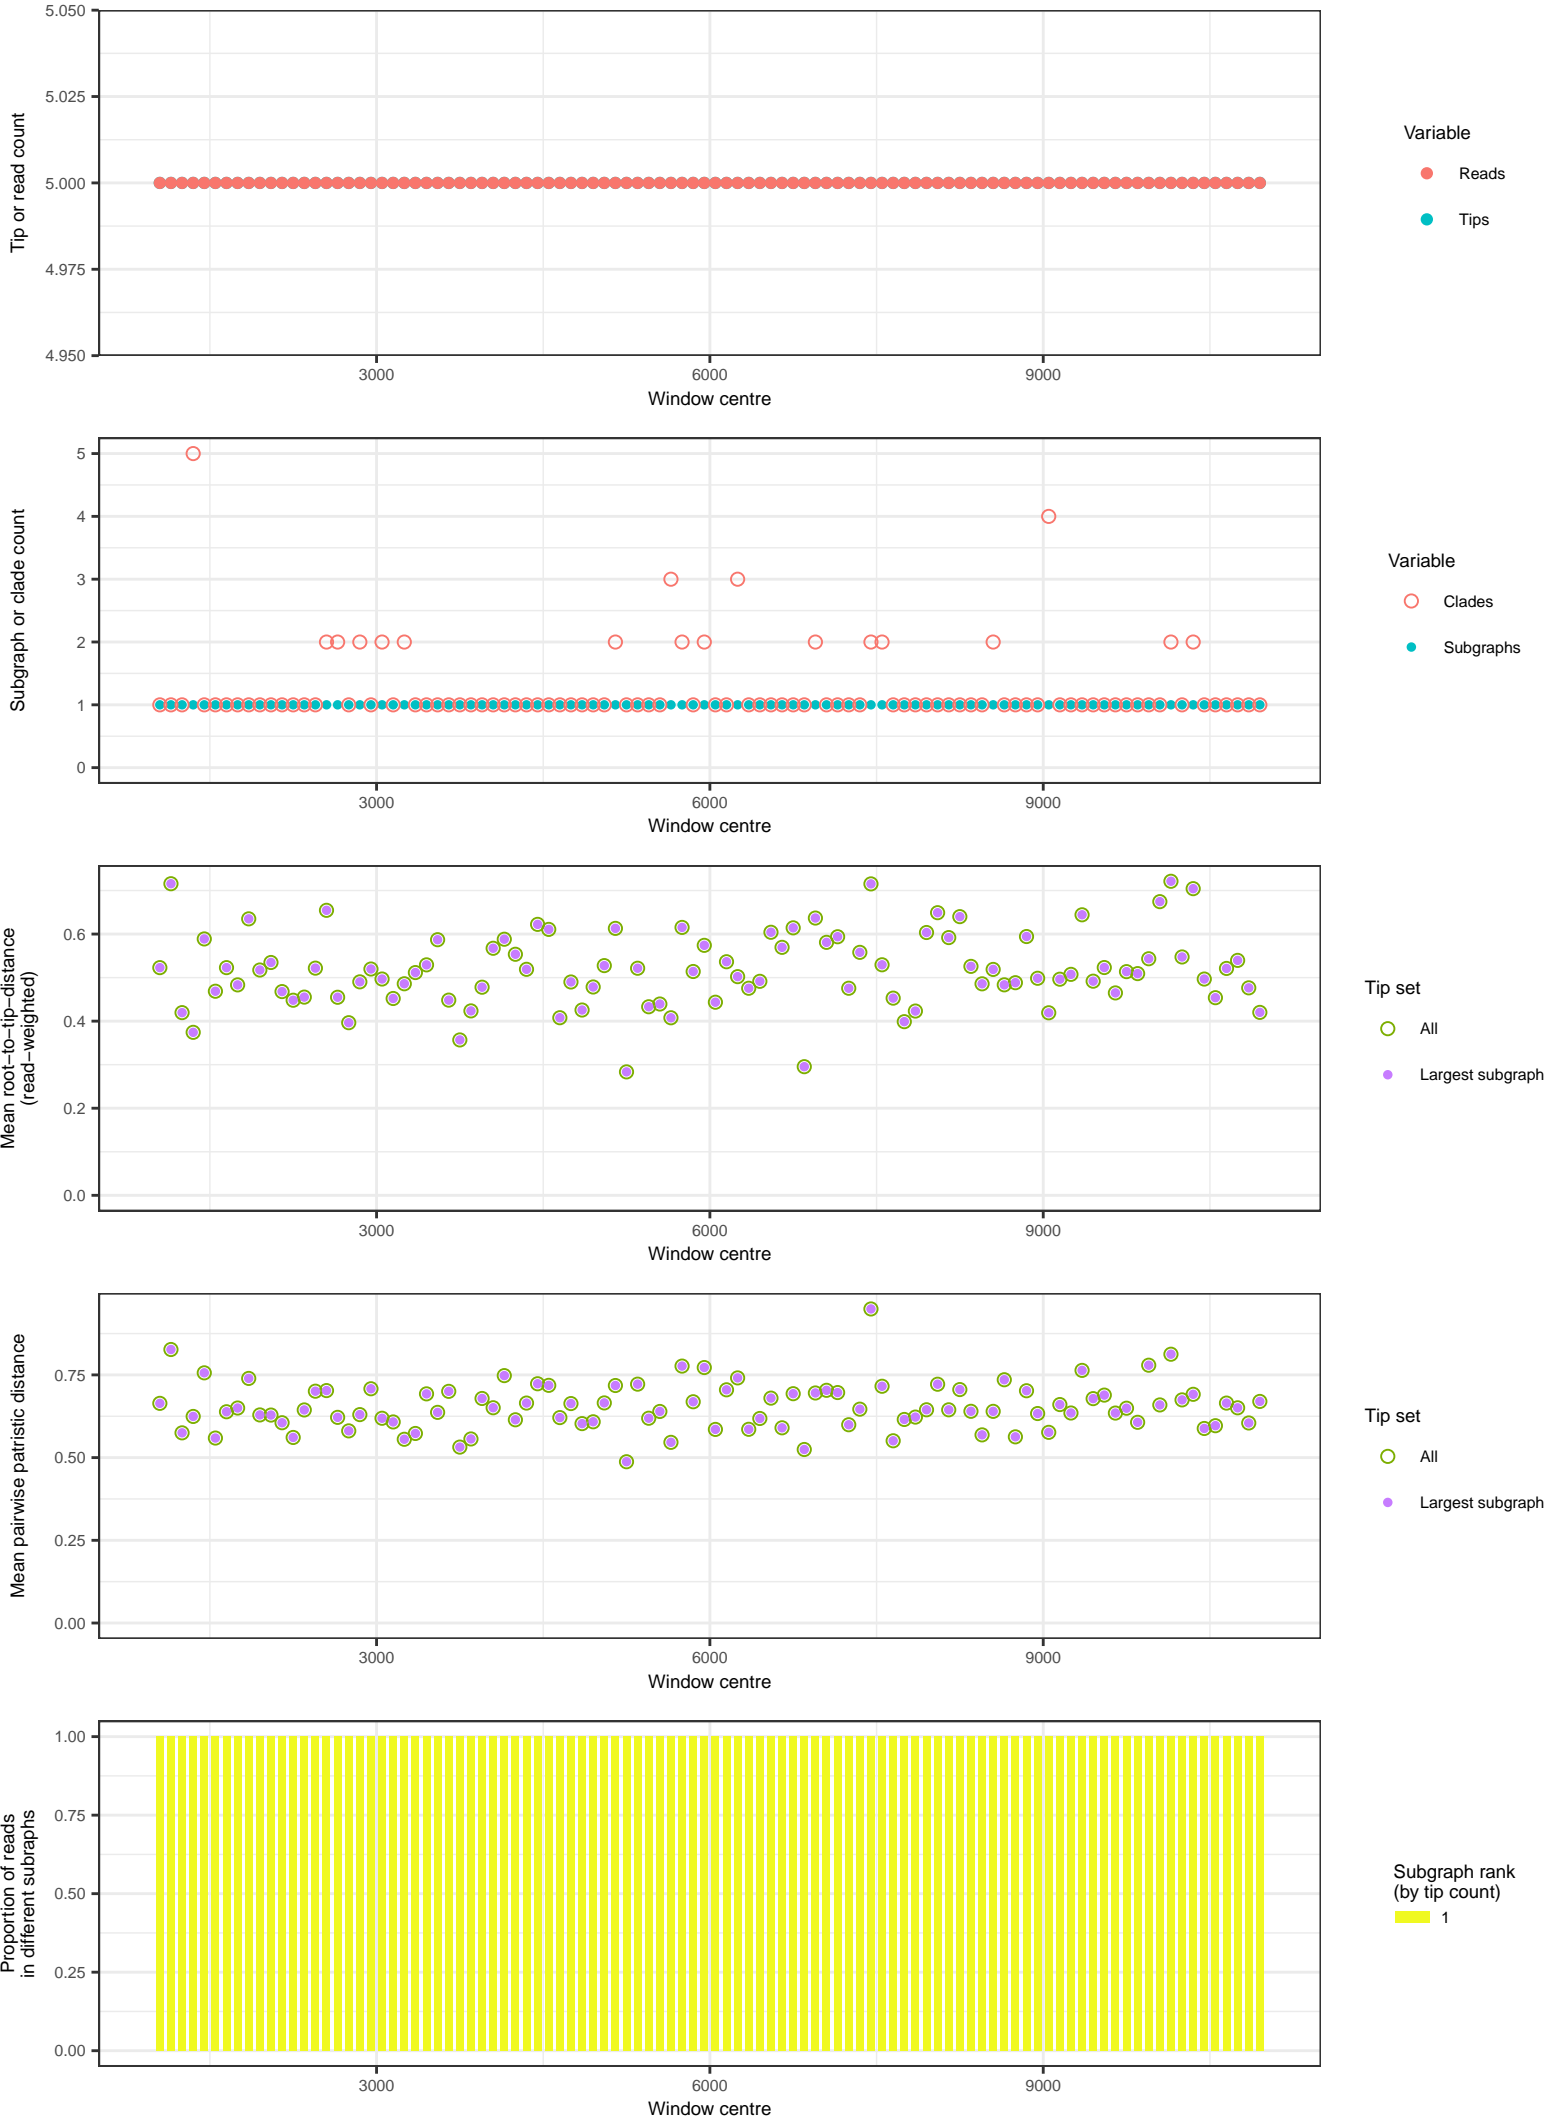 5.050
5.025
5.000
4.975
4.950
Tip or read count
3000
6000
9000
Window centre
Variable
Reads
Tips
5
4
3
2
1
0
Subgraph or clade count
3000
6000
9000
Window centre
Variable
Clades
Subgraphs
0.6
0.4
0.2
0.0
Mean root−to−tip−distance
(read−weighted)
3000
6000
9000
Window centre
Tip set
All
Largest subgraph
0.75
0.50
0.25
0.00
Mean pairwise patristic distance
3000
6000
9000
Window centre
Tip set
All
Largest subgraph
1.00
0.75
0.50
0.25
0.00
Proportion of reads
in different subraphs
3000
6000
9000
Window centre
Subgraph rank
(by tip count)
1